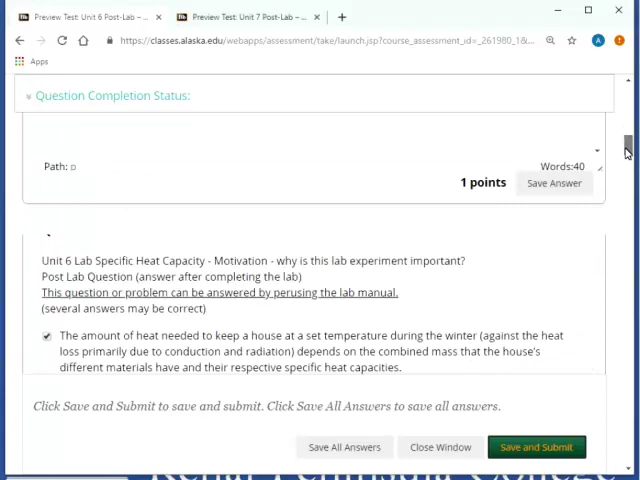 Preview Test: Unit 6 Post-Lab – ... × Preview Test: Unit 7 Post-Lab – ... × +
https://classes.alaska.edu/webapps/assessment/take/launch.jsp?course_assessment_id=_261980_1&... A
Apps
Question Completion Status:
Path: D Words:40
1 points Save Answer
Unit 6 Lab Specific Heat Capacity - Motivation - why is this lab experiment important?
Post Lab Question (answer after completing the lab)
This question or problem can be answered by perusing the lab manual.
(several answers may be correct)
The amount of heat needed to keep a house at a set temperature during the winter (against the heat
loss primarily due to conduction and radiation) depends on the combined mass that the house's
different materials have and their respective specific heat capacities.
Click Save and Submit to save and submit. Click Save All Answers to save all answers.
Save All Answers Close Window Save and Submit
Kenai Peninsula College